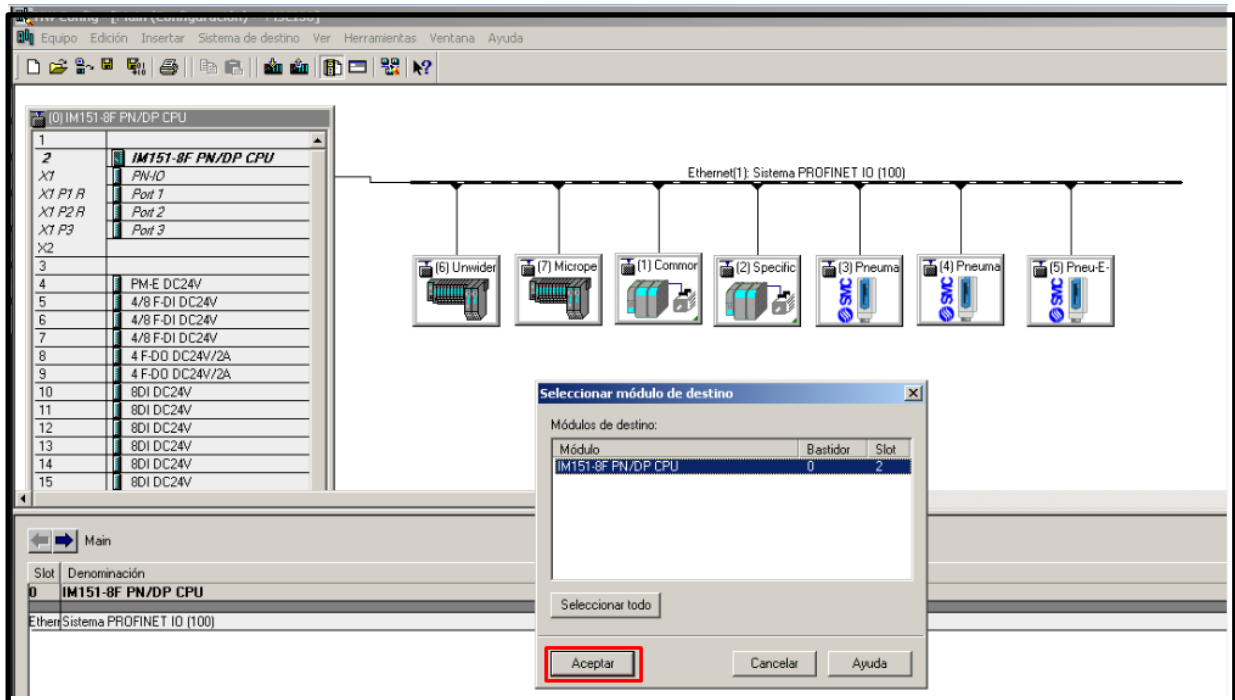 HW Config - [Main (Configuración) -- MSE130]
Equipo Edición Insertar Sistema de destino Ver Herramientas Ventana Ayuda
(0) IM151-8F PN/DP CPU
1
2 IM151-8F PN/DP CPU
X1 PN-IO
X1 P1 R Port 1
X1 P2 R Port 2
X1 P3 Port 3
X2
3
4 PM-E DC24V
5 4/8 F-DI DC24V
6 4/8 F-DI DC24V
7 4/8 F-DI DC24V
8 4 F-DO DC24V/2A
9 4 F-DO DC24V/2A
10 8DI DC24V
11 8DI DC24V
12 8DI DC24V
13 8DI DC24V
14 8DI DC24V
15 8DI DC24V
Ethernet(1): Sistema PROFINET IO (100)
(6) Unwider
(7) Micrope
(1) Commor
(2) Specific
(3) Pneuma
SMC
(4) Pneuma
SMC
(5) Pneu-E-
SMC
Seleccionar módulo de destino
Módulos de destino:
Módulo Bastidor Slot
IM151-8F PN/DP CPU 0 2
Seleccionar todo
Aceptar Cancelar Ayuda
Main
Slot Denominación
0 IM151-8F PN/DP CPU
Ether Sistema PROFINET IO (100)